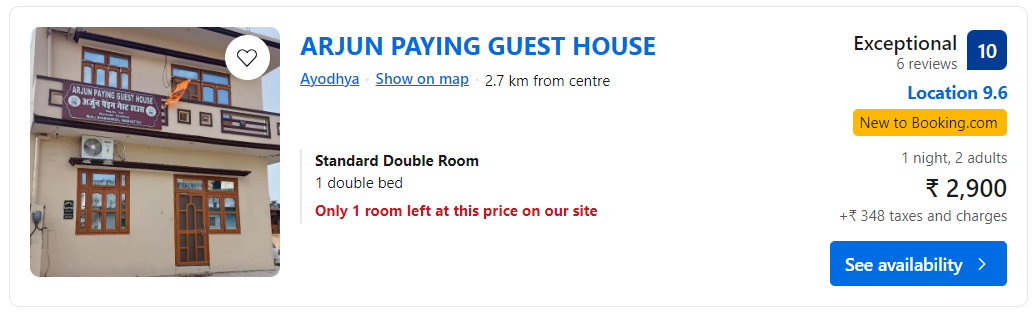 ARJUN PAYING GUEST HOUSE
अर्जुन पेइंग गेस्ट हाउस
ARJUN PAYING GUEST HOUSE
Ayodhya · Show on map · 2.7 km from centre
Standard Double Room
1 double bed
Only 1 room left at this price on our site
Exceptional 10
6 reviews
Location 9.6
New to Booking.com
1 night, 2 adults
₹ 2,900
+₹ 348 taxes and charges
See availability